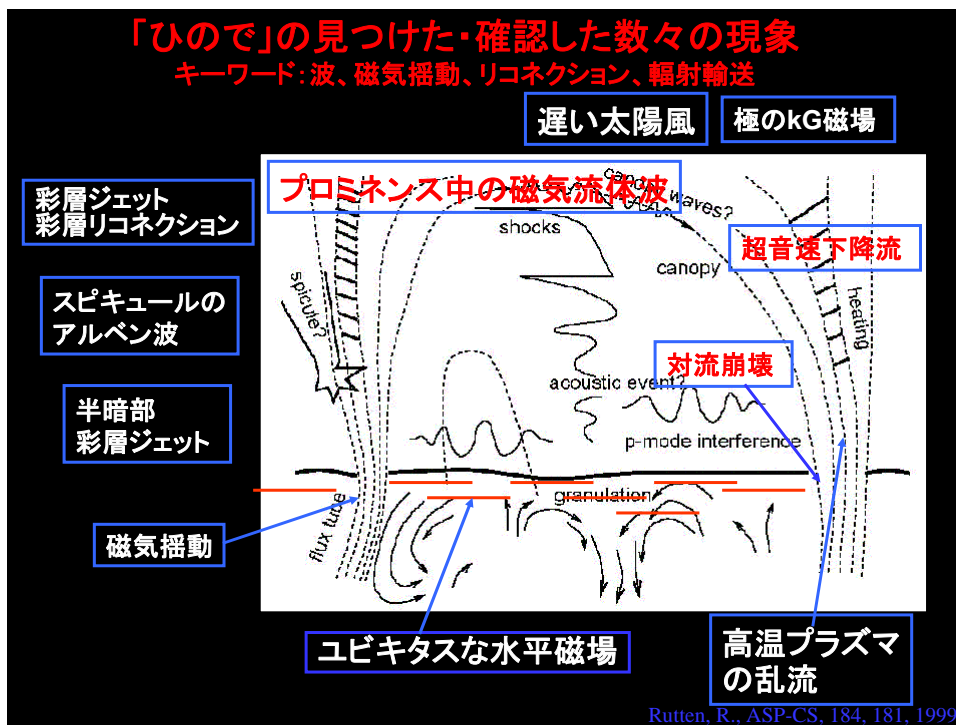 「ひので」の見つけた・確認した数々の現象
キーワード：波、磁気揺動、リコネクション、輻射輸送
遅い太陽風
極のkG磁場
彩層ジェット
彩層リコネクション
プロミネンス中の磁気流体波
canopy waves?
shocks
超音速下降流
canopy
スピキュールの
アルベン波
spicule?
heating
対流崩壊
acoustic event?
半暗部
彩層ジェット
p-mode interference
granulation
flux tube
磁気揺動
ユビキタスな水平磁場
高温プラズマ
の乱流
Rutten, R., ASP-CS, 184, 181, 1999